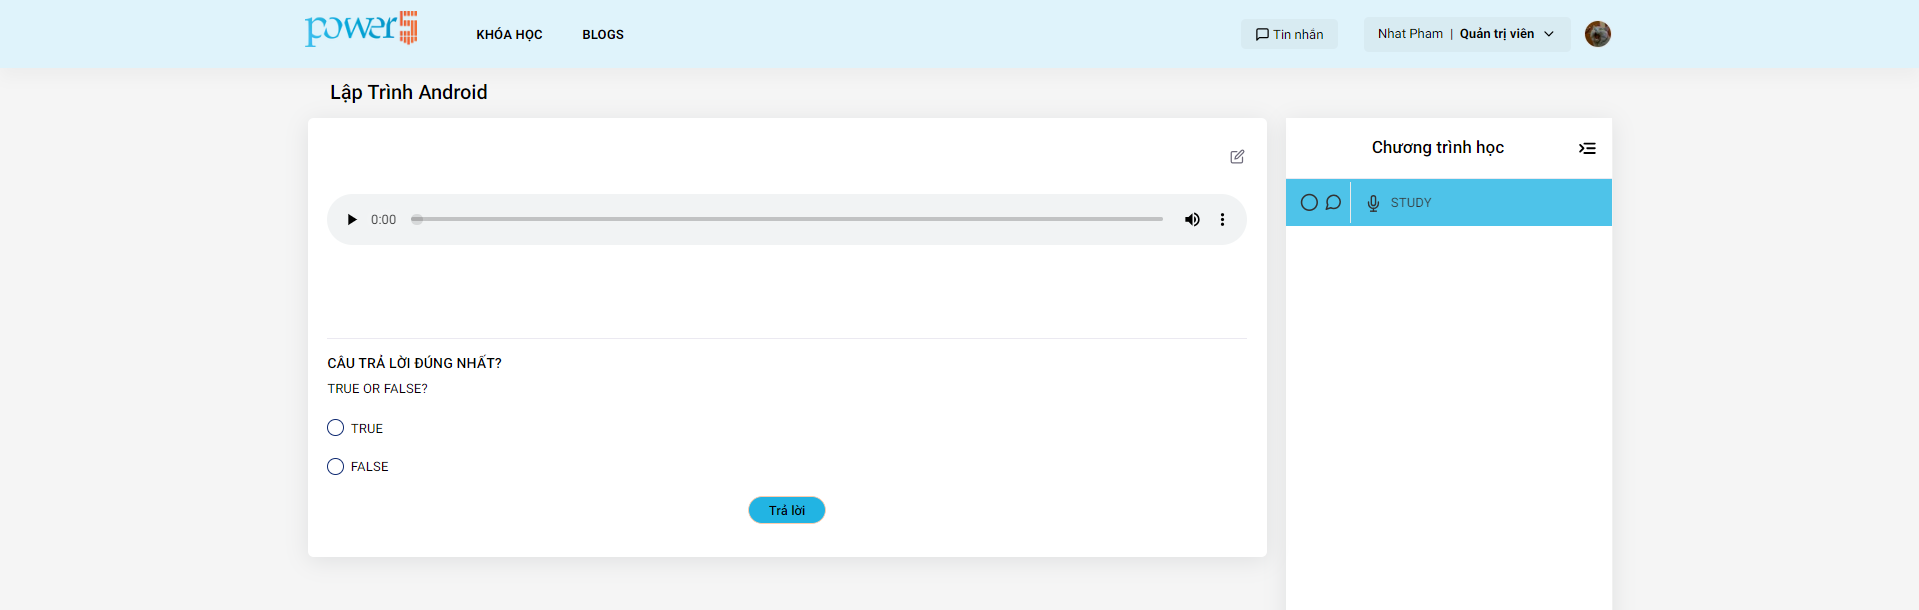 power5
KHÓA HỌC
BLOGS
Tin nhắn
Nhat Pham | Quản trị viên
Lập Trình Android
0:00
CÂU TRẢ LỜI ĐÚNG NHẤT?
TRUE OR FALSE?
TRUE
FALSE
Trả lời
Chương trình học
STUDY